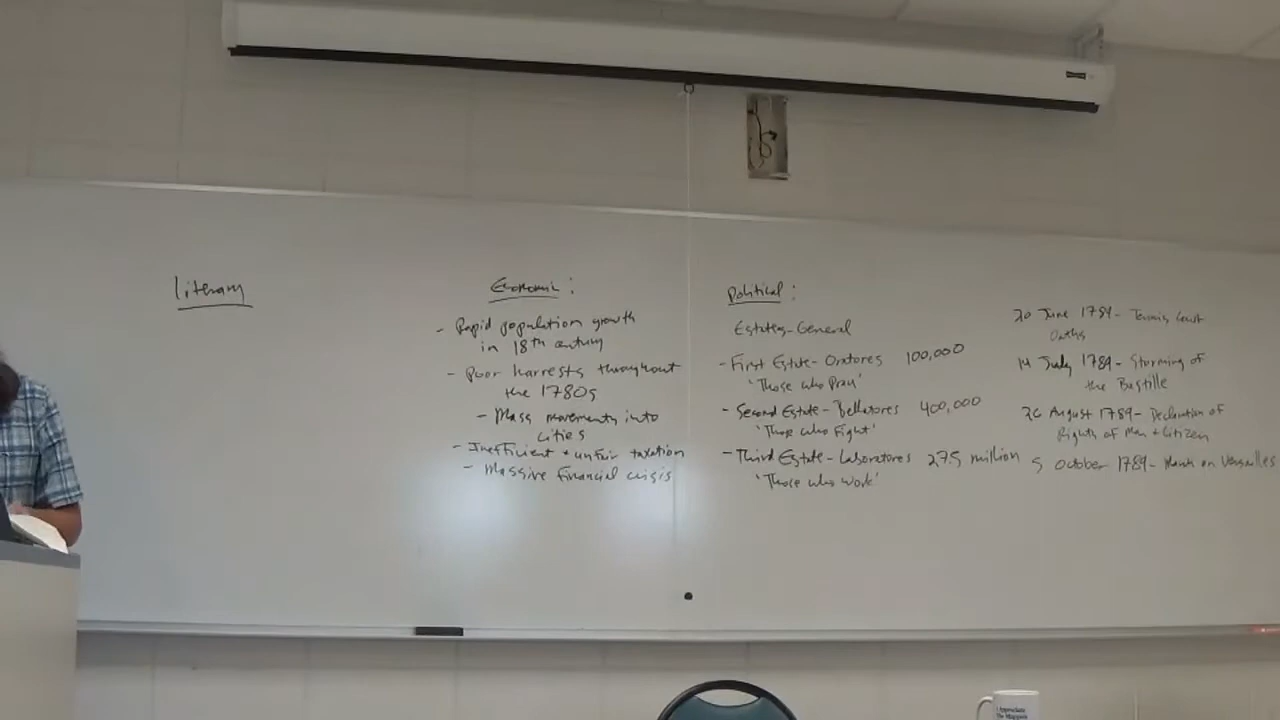 Literary
Economic:
- Rapid population growth
in 18th century
- Poor harvests throughout
the 1780s
- Mass movements into
cities
- Inefficient + unfair taxation
- Massive financial crisis
Political:
Estates-General
- First Estate - Oratores 100,000
'Those who Pray'
- Second Estate - Bellatores 400,000
'Those who Fight'
- Third Estate - Laboratores 27.5 million
'Those who work'
20 June 1789 - Tennis Court
Oaths
14 July 1789 - Storming of
the Bastille
26 August 1789 - Declaration of
Rights of Man + Citizen
5 October 1789 - March on Versailles
I Appreciate